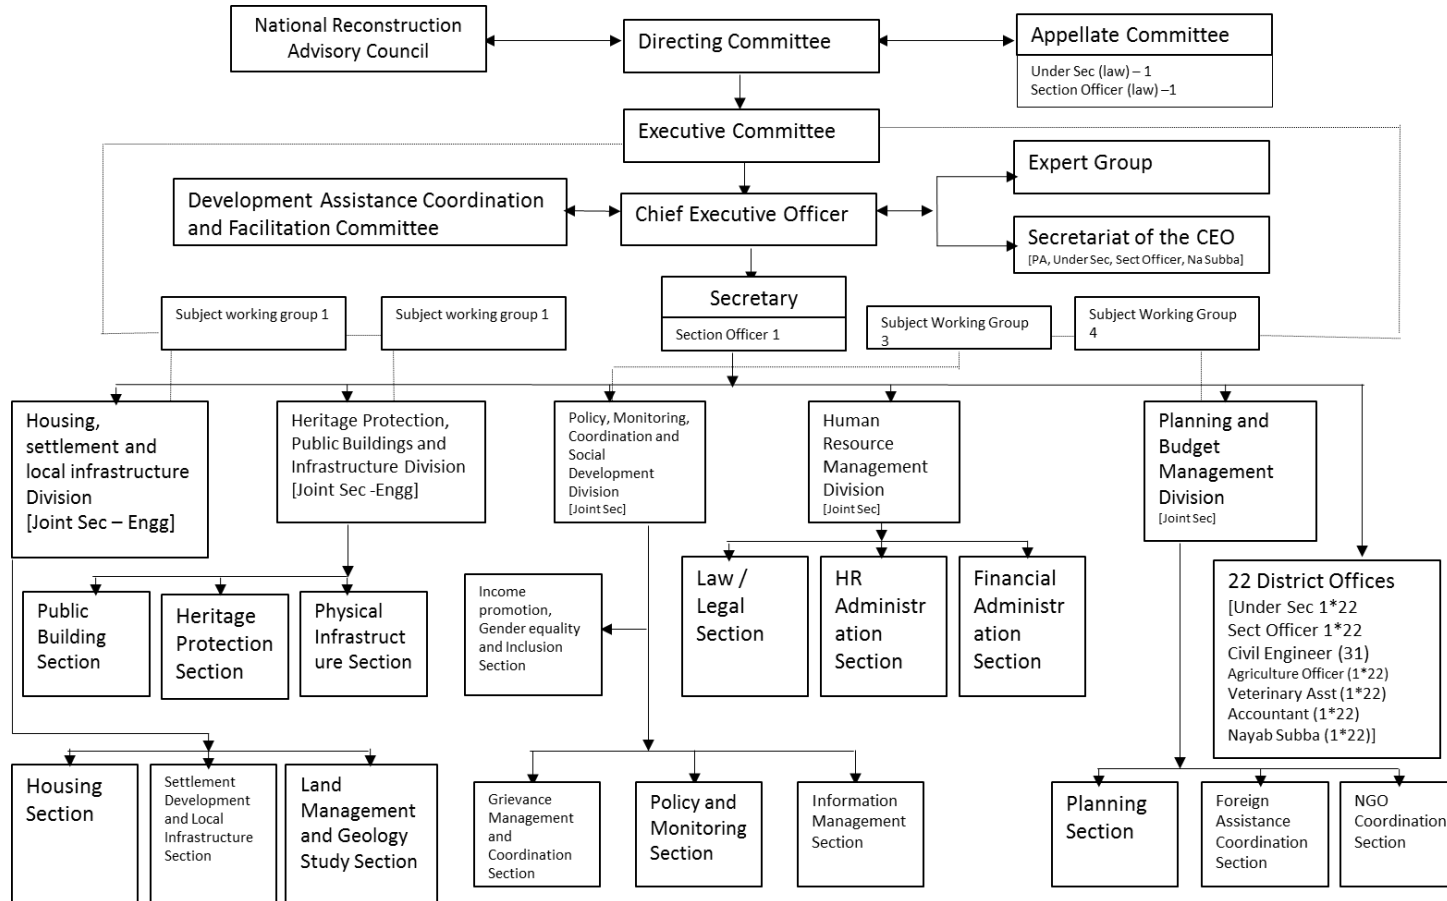 National Reconstruction
Advisory Council
Directing Committee
Appellate Committee
Under Sec (law) – 1
Section Officer (law) –1
Executive Committee
Expert Group
Development Assistance Coordination
and Facilitation Committee
Chief Executive Officer
Secretariat of the CEO
[PA, Under Sec, Sect Officer, Na Subba]
Secretary
Section Officer 1
Subject working group 1
Subject working group 1
Subject Working Group
3
Subject Working Group
4
Housing,
settlement and
local infrastructure
Division
[Joint Sec – Engg]
Heritage Protection,
Public Buildings and
Infrastructure Division
[Joint Sec -Engg]
Policy, Monitoring,
Coordination and
Social
Development
Division
[Joint Sec]
Human
Resource
Management
Division
[Joint Sec]
Planning and
Budget
Management
Division
[Joint Sec]
Public
Building
Section
Heritage
Protection
Section
Physical
Infrastruct
ure Section
Income
promotion,
Gender equality
and Inclusion
Section
Law /
Legal
Section
HR
Administr
ation
Section
Financial
Administr
ation
Section
22 District Offices
[Under Sec 1*22
Sect Officer 1*22
Civil Engineer (31)
Agriculture Officer (1*22)
Veterinary Asst (1*22)
Accountant (1*22)
Nayab Subba (1*22)]
Housing
Section
Settlement
Development
and Local
Infrastructure
Section
Land
Management
and Geology
Study Section
Grievance
Management
and
Coordination
Section
Policy and
Monitoring
Section
Information
Management
Section
Planning
Section
Foreign
Assistance
Coordination
Section
NGO
Coordination
Section